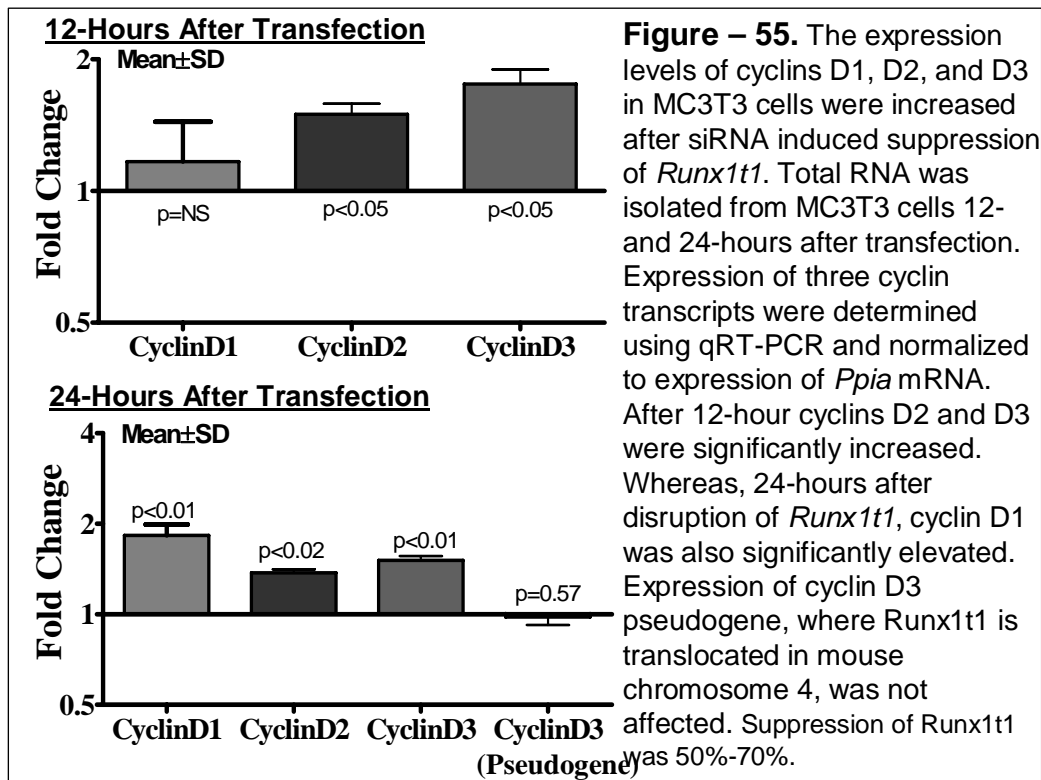 12-Hours After Transfection
Mean±SD
Fold Change
2
1
0.5
p=NS
p<0.05
p<0.05
CyclinD1
CyclinD2
CyclinD3
24-Hours After Transfection
Mean±SD
Fold Change
4
2
1
0.5
p<0.01
p<0.02
p<0.01
p=0.57
CyclinD1
CyclinD2
CyclinD3
CyclinD3
(Pseudogene)
Figure – 55. The expression
levels of cyclins D1, D2, and D3
in MC3T3 cells were increased
after siRNA induced suppression
of Runx1t1. Total RNA was
isolated from MC3T3 cells 12-
and 24-hours after transfection.
Expression of three cyclin
transcripts were determined
using qRT-PCR and normalized
to expression of Ppia mRNA.
After 12-hour cyclins D2 and D3
were significantly increased.
Whereas, 24-hours after
disruption of Runx1t1, cyclin D1
was also significantly elevated.
Expression of cyclin D3
pseudogene, where Runx1t1 is
translocated in mouse
chromosome 4, was not
affected. Suppression of Runx1t1
was 50%-70%.